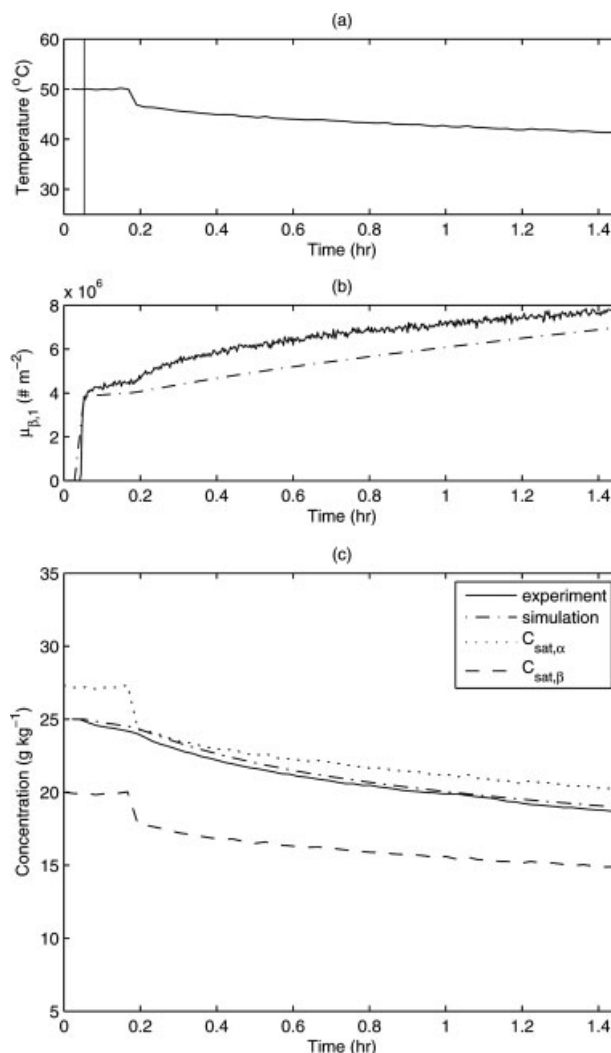 (a)
60
50
40
30
Temperature (°C)
0 0.2 0.4 0.6 0.8 1 1.2 1.4
Time (hr)
(b)
x 10⁶
8
6
4
2
0
μβ,1 (# m⁻²)
0 0.2 0.4 0.6 0.8 1 1.2 1.4
Time (hr)
(c)
35
30
25
20
15
10
5
Concentration (g kg⁻¹)
experiment
simulation
Csat,α
Csat,β
0 0.2 0.4 0.6 0.8 1 1.2 1.4
Time (hr)